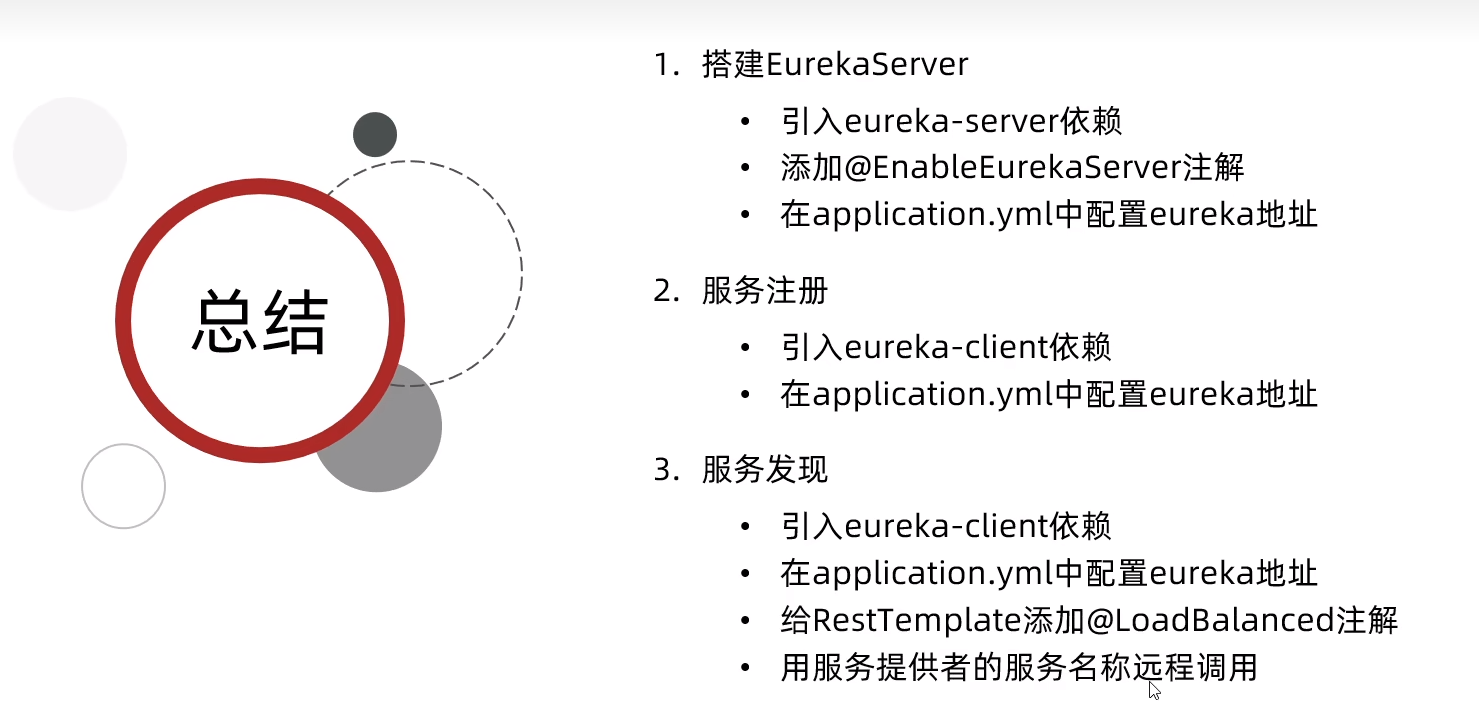 总结
1. 搭建EurekaServer
• 引入eureka-server依赖
• 添加@EnableEurekaServer注解
• 在application.yml中配置eureka地址
2. 服务注册
• 引入eureka-client依赖
• 在application.yml中配置eureka地址
3. 服务发现
• 引入eureka-client依赖
• 在application.yml中配置eureka地址
• 给RestTemplate添加@LoadBalanced注解
• 用服务提供者的服务名称远程调用